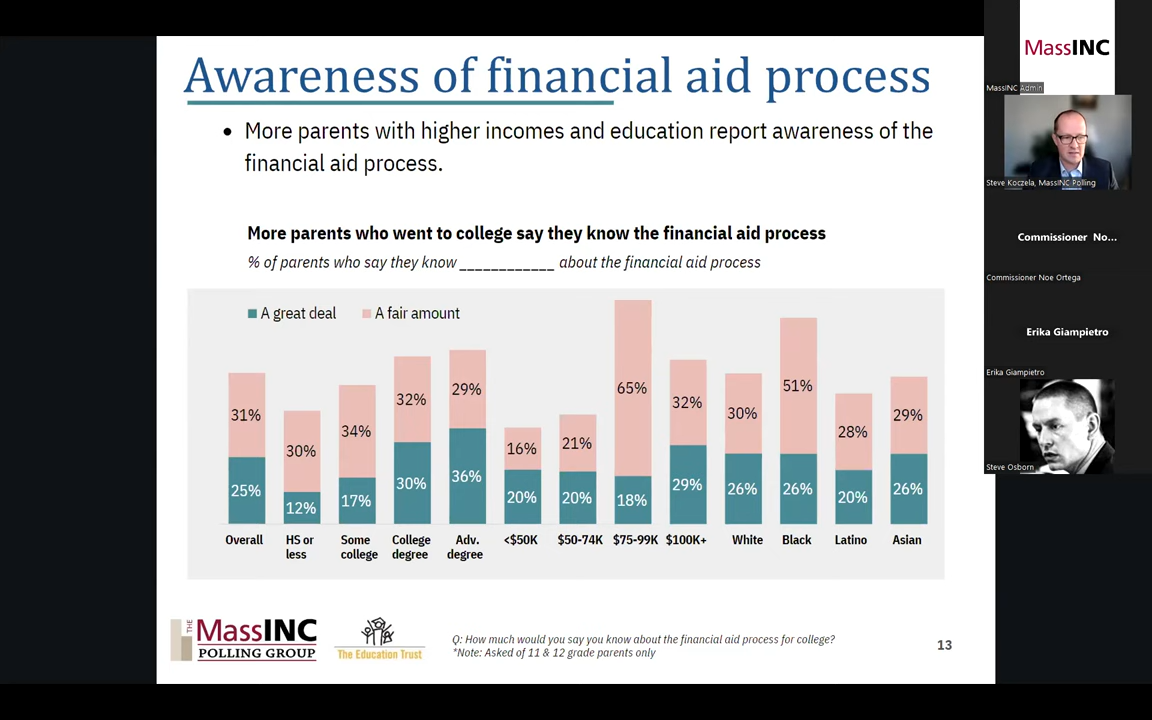 Awareness of financial aid process
• More parents with higher incomes and education report awareness of the
financial aid process.
More parents who went to college say they know the financial aid process
% of parents who say they know ____________ about the financial aid process
A great deal
A fair amount
31% 30% 34% 32% 29% 16% 21% 65% 32% 30% 51% 28% 29%
25% 12% 17% 30% 36% 20% 20% 18% 29% 26% 26% 20% 26%
Overall HS or less Some college College degree Adv. degree <$50K $50-74K $75-99K $100K+ White Black Latino Asian
THE MassINC
POLLING GROUP
The Education Trust
Q: How much would you say you know about the financial aid process for college?
*Note: Asked of 11 & 12 grade parents only
13
MassINC
MassINC Admin
Steve Koczela, MassINC Polling
Commissioner No...
Commissioner Noe Ortega
Erika Giampietro
Erika Giampietro
Steve Osborn